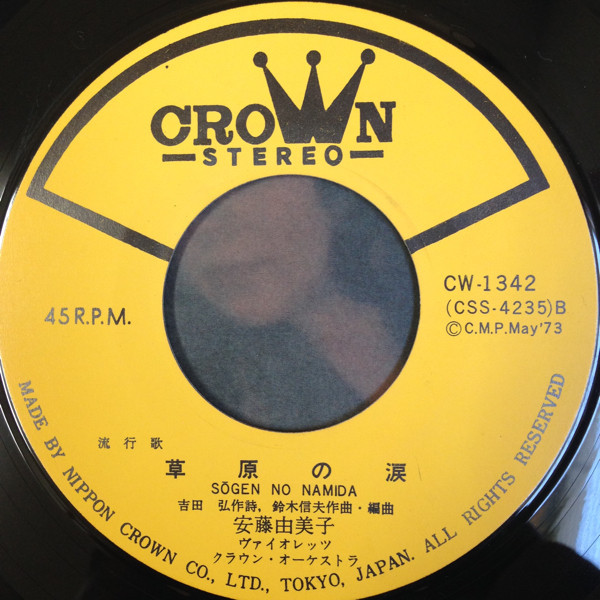 CROWN
STEREO
CW-1342
(CSS-4235)B
©C.M.P.May'73
45R.P.M.
流行歌
草原の涙
SŌGEN NO NAMIDA
吉田 弘作詩, 鈴木信夫作曲・編曲
安藤由美子
ヴァイオレッツ
クラウン・オーケストラ
MADE BY NIPPON CROWN CO., LTD., TOKYO, JAPAN. ALL RIGHTS RESERVED